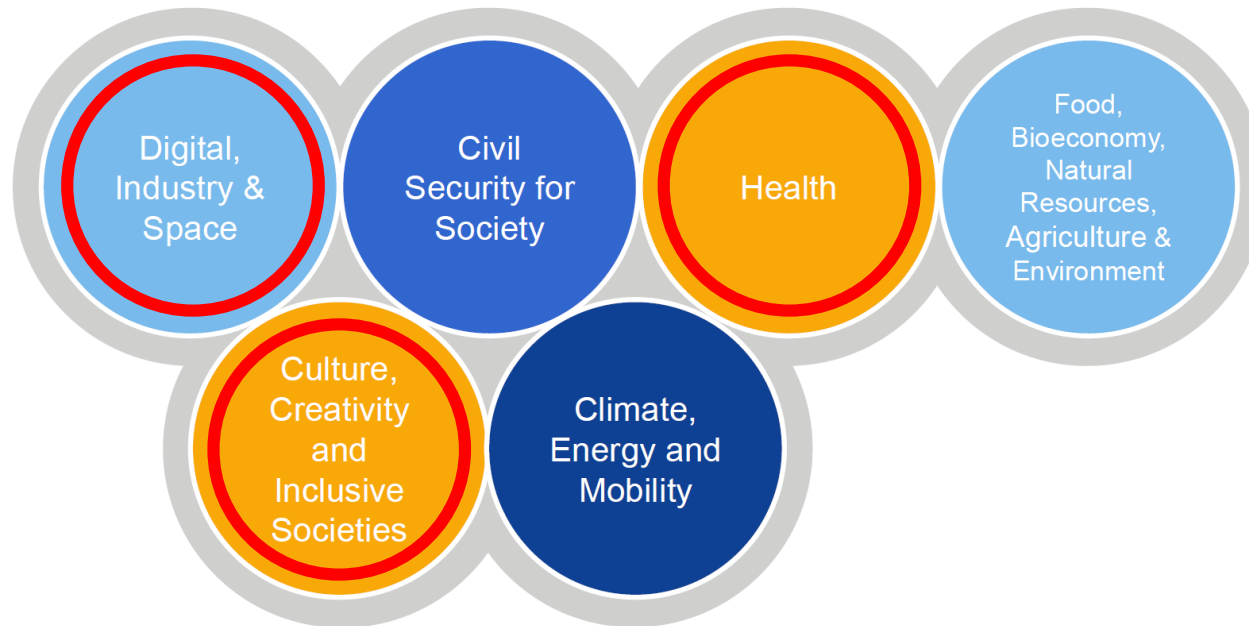 Digital,
Industry &
Space
Civil
Security for
Society
Health
Food,
Bioeconomy,
Natural
Resources,
Agriculture &
Environment
Culture,
Creativity
and
Inclusive
Societies
Climate,
Energy and
Mobility